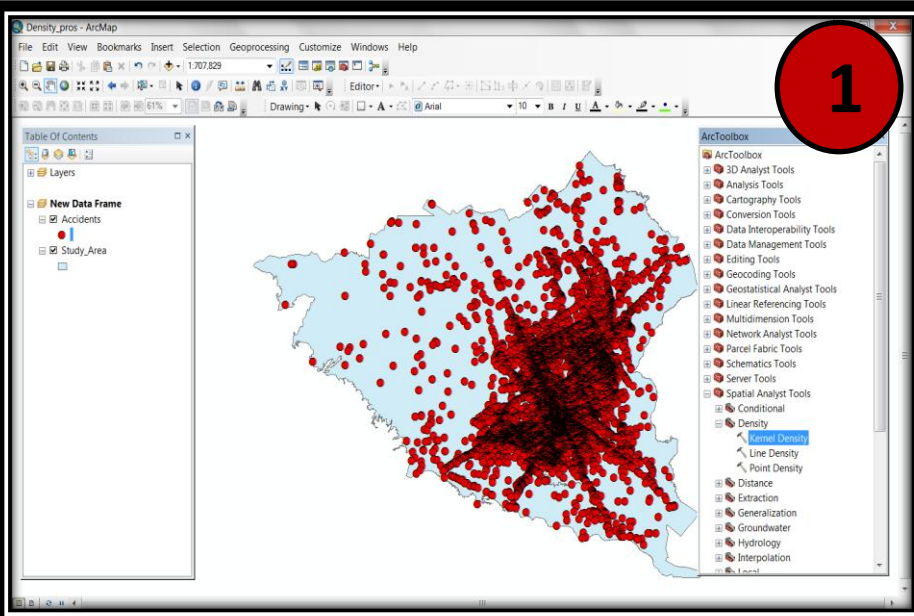 Density_pros - ArcMap
1
File Edit View Bookmarks Insert Selection Geoprocessing Customize Windows Help
1:707,829
Editor
61% Drawing A Arial 10 B I U A
Table Of Contents
Layers
New Data Frame
Accidents
Study_Area
ArcToolbox
ArcToolbox
3D Analyst Tools
Analysis Tools
Cartography Tools
Conversion Tools
Data Interoperability Tools
Data Management Tools
Editing Tools
Geocoding Tools
Geostatistical Analyst Tools
Linear Referencing Tools
Multidimension Tools
Network Analyst Tools
Parcel Fabric Tools
Schematics Tools
Server Tools
Spatial Analyst Tools
Conditional
Density
Kernel Density
Line Density
Point Density
Distance
Extraction
Generalization
Groundwater
Hydrology
Interpolation
Local